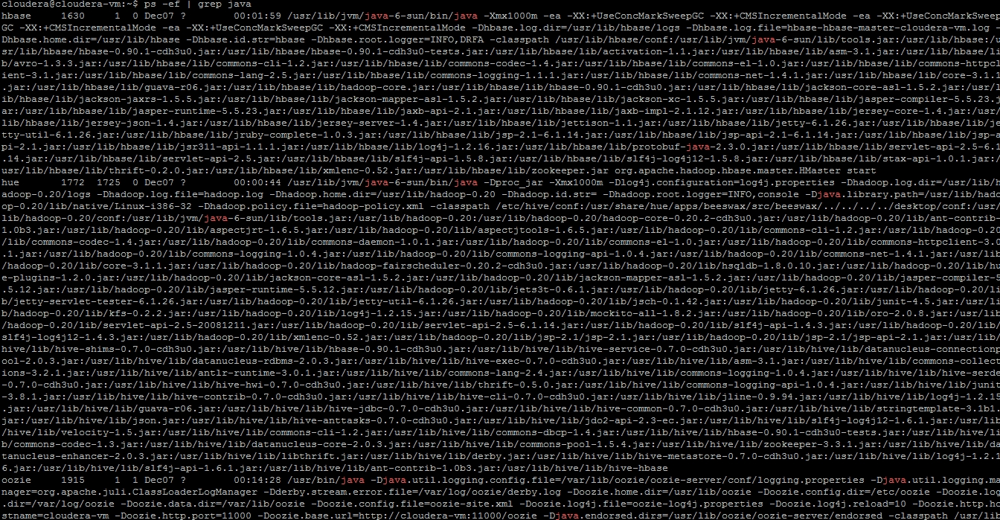 cloudera@cloudera-vm:~$ ps -ef | grep java
hbase     1630     1  0 Dec07 ?        00:01:59 /usr/lib/jvm/java-6-sun/bin/java -Xmx1000m -ea -XX:+UseConcMarkSweepGC -XX:+CMSIncrementalMode -ea -XX:+UseConcMarkSweep
GC -XX:+CMSIncrementalMode -ea -XX:+UseConcMarkSweepGC -XX:+CMSIncrementalMode -Dhbase.log.dir=/usr/lib/hbase/logs -Dhbase.log.file=hbase-hbase-master-cloudera-vm.log -
Dhbase.home.dir=/usr/lib/hbase -Dhbase.id.str=hbase -Dhbase.root.logger=INFO,DRFA -classpath /usr/lib/hbase/conf:/usr/lib/jvm/java-6-sun/lib/tools.jar:/usr/lib/hbase:/u
sr/lib/hbase/hbase-0.90.1-cdh3u0.jar:/usr/lib/hbase/hbase-0.90.1-cdh3u0-tests.jar:/usr/lib/hbase/lib/activation-1.1.jar:/usr/lib/hbase/lib/asm-3.1.jar:/usr/lib/hbase/li
b/avro-1.3.3.jar:/usr/lib/hbase/lib/commons-cli-1.2.jar:/usr/lib/hbase/lib/commons-codec-1.4.jar:/usr/lib/hbase/lib/commons-el-1.0.jar:/usr/lib/hbase/lib/commons-httpcl
ient-3.1.jar:/usr/lib/hbase/lib/commons-lang-2.5.jar:/usr/lib/hbase/lib/commons-logging-1.1.1.jar:/usr/lib/hbase/lib/commons-net-1.4.1.jar:/usr/lib/hbase/lib/core-3.1.1
.jar:/usr/lib/hbase/lib/guava-r06.jar:/usr/lib/hbase/lib/hadoop-core.jar:/usr/lib/hbase/lib/hbase-0.90.1-cdh3u0.jar:/usr/lib/hbase/lib/jackson-core-asl-1.5.2.jar:/usr/l
ib/hbase/lib/jackson-jaxrs-1.5.5.jar:/usr/lib/hbase/lib/jackson-mapper-asl-1.5.2.jar:/usr/lib/hbase/lib/jackson-xc-1.5.5.jar:/usr/lib/hbase/lib/jasper-compiler-5.5.23.j
ar:/usr/lib/hbase/lib/jasper-runtime-5.5.23.jar:/usr/lib/hbase/lib/jaxb-api-2.1.jar:/usr/lib/hbase/lib/jaxb-impl-2.1.12.jar:/usr/lib/hbase/lib/jersey-core-1.4.jar:/usr/
lib/hbase/lib/jersey-json-1.4.jar:/usr/lib/hbase/lib/jersey-server-1.4.jar:/usr/lib/hbase/lib/jettison-1.1.jar:/usr/lib/hbase/lib/jetty-6.1.26.jar:/usr/lib/hbase/lib/je
tty-util-6.1.26.jar:/usr/lib/hbase/lib/jruby-complete-1.0.3.jar:/usr/lib/hbase/lib/jsp-2.1-6.1.14.jar:/usr/lib/hbase/lib/jsp-api-2.1-6.1.14.jar:/usr/lib/hbase/lib/jsp-a
pi-2.1.jar:/usr/lib/hbase/lib/jsr311-api-1.1.1.jar:/usr/lib/hbase/lib/log4j-1.2.16.jar:/usr/lib/hbase/lib/protobuf-java-2.3.0.jar:/usr/lib/hbase/lib/servlet-api-2.5-6.1
.14.jar:/usr/lib/hbase/lib/servlet-api-2.5.jar:/usr/lib/hbase/lib/slf4j-api-1.5.8.jar:/usr/lib/hbase/lib/slf4j-log4j12-1.5.8.jar:/usr/lib/hbase/lib/stax-api-1.0.1.jar:/
usr/lib/hbase/lib/thrift-0.2.0.jar:/usr/lib/hbase/lib/xmlenc-0.52.jar:/usr/lib/hbase/lib/zookeeper.jar org.apache.hadoop.hbase.master.HMaster start
hue       1772  1725  0 Dec07 ?        00:00:44 /usr/lib/jvm/java-6-sun/bin/java -Dproc_jar -Xmx1000m -Dlog4j.configuration=log4j.properties -Dhadoop.log.dir=/usr/lib/h
adoop-0.20/logs -Dhadoop.log.file=hadoop.log -Dhadoop.home.dir=/usr/lib/hadoop-0.20 -Dhadoop.id.str= -Dhadoop.root.logger=INFO,console -Djava.library.path=/usr/lib/hado
op-0.20/lib/native/Linux-i386-32 -Dhadoop.policy.file=hadoop-policy.xml -classpath /etc/hive/conf:/usr/share/hue/apps/beeswax/src/beeswax/../../../../desktop/conf:/usr/
lib/hadoop-0.20/conf:/usr/lib/jvm/java-6-sun/lib/tools.jar:/usr/lib/hadoop-0.20:/usr/lib/hadoop-0.20/hadoop-core-0.20.2-cdh3u0.jar:/usr/lib/hadoop-0.20/lib/ant-contrib-
1.0b3.jar:/usr/lib/hadoop-0.20/lib/aspectjrt-1.6.5.jar:/usr/lib/hadoop-0.20/lib/aspectjtools-1.6.5.jar:/usr/lib/hadoop-0.20/lib/commons-cli-1.2.jar:/usr/lib/hadoop-0.20
/lib/commons-codec-1.4.jar:/usr/lib/hadoop-0.20/lib/commons-daemon-1.0.1.jar:/usr/lib/hadoop-0.20/lib/commons-el-1.0.jar:/usr/lib/hadoop-0.20/lib/commons-httpclient-3.0
.1.jar:/usr/lib/hadoop-0.20/lib/commons-logging-1.0.4.jar:/usr/lib/hadoop-0.20/lib/commons-logging-api-1.0.4.jar:/usr/lib/hadoop-0.20/lib/commons-net-1.4.1.jar:/usr/lib
/hadoop-0.20/lib/core-3.1.1.jar:/usr/lib/hadoop-0.20/lib/hadoop-fairscheduler-0.20.2-cdh3u0.jar:/usr/lib/hadoop-0.20/lib/hsqldb-1.8.0.10.jar:/usr/lib/hadoop-0.20/lib/hu
e-plugins-1.2.0.jar:/usr/lib/hadoop-0.20/lib/jackson-core-asl-1.5.2.jar:/usr/lib/hadoop-0.20/lib/jackson-mapper-asl-1.5.2.jar:/usr/lib/hadoop-0.20/lib/jasper-compiler-5
.5.12.jar:/usr/lib/hadoop-0.20/lib/jasper-runtime-5.5.12.jar:/usr/lib/hadoop-0.20/lib/jets3t-0.6.1.jar:/usr/lib/hadoop-0.20/lib/jetty-6.1.26.jar:/usr/lib/hadoop-0.20/li
b/jetty-servlet-tester-6.1.26.jar:/usr/lib/hadoop-0.20/lib/jetty-util-6.1.26.jar:/usr/lib/hadoop-0.20/lib/jsch-0.1.42.jar:/usr/lib/hadoop-0.20/lib/junit-4.5.jar:/usr/li
b/hadoop-0.20/lib/kfs-0.2.2.jar:/usr/lib/hadoop-0.20/lib/log4j-1.2.15.jar:/usr/lib/hadoop-0.20/lib/mockito-all-1.8.2.jar:/usr/lib/hadoop-0.20/lib/oro-2.0.8.jar:/usr/lib
/hadoop-0.20/lib/servlet-api-2.5-20081211.jar:/usr/lib/hadoop-0.20/lib/servlet-api-2.5-6.1.14.jar:/usr/lib/hadoop-0.20/lib/slf4j-api-1.4.3.jar:/usr/lib/hadoop-0.20/lib/
slf4j-log4j12-1.4.3.jar:/usr/lib/hadoop-0.20/lib/xmlenc-0.52.jar:/usr/lib/hadoop-0.20/lib/jsp-2.1/jsp-2.1.jar:/usr/lib/hadoop-0.20/lib/jsp-2.1/jsp-api-2.1.jar:/usr/lib/
hive/lib/hive-shims-0.7.0-cdh3u0.jar:/usr/lib/hive/lib/hbase-0.90.1-cdh3u0.jar:/usr/lib/hive/lib/hive-service-0.7.0-cdh3u0.jar:/usr/lib/hive/lib/datanucleus-connectionp
ool-2.0.3.jar:/usr/lib/hive/lib/datanucleus-rdbms-2.0.3.jar:/usr/lib/hive/lib/hive-exec-0.7.0-cdh3u0.jar:/usr/lib/hive/lib/asm-3.1.jar:/usr/lib/hive/lib/commons-collect
ions-3.2.1.jar:/usr/lib/hive/lib/antlr-runtime-3.0.1.jar:/usr/lib/hive/lib/commons-lang-2.4.jar:/usr/lib/hive/lib/commons-logging-1.0.4.jar:/usr/lib/hive/lib/hive-serde
-0.7.0-cdh3u0.jar:/usr/lib/hive/lib/hive-hwi-0.7.0-cdh3u0.jar:/usr/lib/hive/lib/thrift-0.5.0.jar:/usr/lib/hive/lib/commons-logging-api-1.0.4.jar:/usr/lib/hive/lib/junit
-3.8.1.jar:/usr/lib/hive/lib/hive-contrib-0.7.0-cdh3u0.jar:/usr/lib/hive/lib/hive-cli-0.7.0-cdh3u0.jar:/usr/lib/hive/lib/jline-0.9.94.jar:/usr/lib/hive/lib/log4j-1.2.15
.jar:/usr/lib/hive/lib/guava-r06.jar:/usr/lib/hive/lib/hive-jdbc-0.7.0-cdh3u0.jar:/usr/lib/hive/lib/hive-common-0.7.0-cdh3u0.jar:/usr/lib/hive/lib/stringtemplate-3.1b1.
jar:/usr/lib/hive/lib/json.jar:/usr/lib/hive/lib/hive-anttasks-0.7.0-cdh3u0.jar:/usr/lib/hive/lib/jdo2-api-2.3-ec.jar:/usr/lib/hive/lib/slf4j-log4j12-1.6.1.jar:/usr/lib
/hive/lib/velocity-1.5.jar:/usr/lib/hive/lib/commons-cli-1.2.jar:/usr/lib/hive/lib/commons-dbcp-1.4.jar:/usr/lib/hive/lib/hbase-0.90.1-cdh3u0-tests.jar:/usr/lib/hive/li
b/commons-codec-1.3.jar:/usr/lib/hive/lib/datanucleus-core-2.0.3.jar:/usr/lib/hive/lib/commons-pool-1.5.4.jar:/usr/lib/hive/lib/zookeeper-3.3.1.jar:/usr/lib/hive/lib/da
tanucleus-enhancer-2.0.3.jar:/usr/lib/hive/lib/libthrift.jar:/usr/lib/hive/lib/derby.jar:/usr/lib/hive/lib/hive-metastore-0.7.0-cdh3u0.jar:/usr/lib/hive/lib/log4j-1.2.1
6.jar:/usr/lib/hive/lib/slf4j-api-1.6.1.jar:/usr/lib/hive/lib/ant-contrib-1.0b3.jar:/usr/lib/hive/lib/hive-hbase
oozie     1915     1  1 Dec07 ?        00:14:28 /usr/bin/java -Djava.util.logging.config.file=/var/lib/oozie/oozie-server/conf/logging.properties -Djava.util.logging.ma
nager=org.apache.juli.ClassLoaderLogManager -Dderby.stream.error.file=/var/log/oozie/derby.log -Doozie.home.dir=/usr/lib/oozie -Doozie.config.dir=/etc/oozie -Doozie.log
.dir=/var/log/oozie -Doozie.data.dir=/var/lib/oozie -Doozie.config.file=oozie-site.xml -Doozie.log4j.file=oozie-log4j.properties -Doozie.log4j.reload=10 -Doozie.http.ho
stname=cloudera-vm -Doozie.http.port=11000 -Doozie.base.url=http://cloudera-vm:11000/oozie -Djava.endorsed.dirs=/usr/lib/oozie/oozie-server/endorsed -classpath /usr/lib